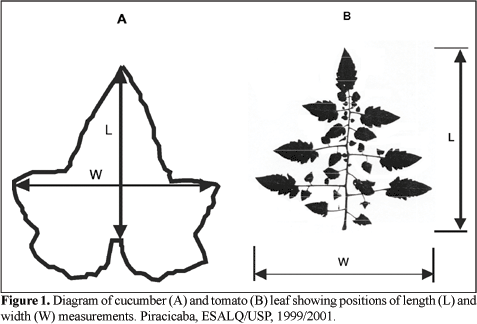 A
B
L
W
L
W
Figure 1. Diagram of cucumber (A) and tomato (B) leaf showing positions of length (L) and
width (W) measurements. Piracicaba, ESALQ/USP, 1999/2001.